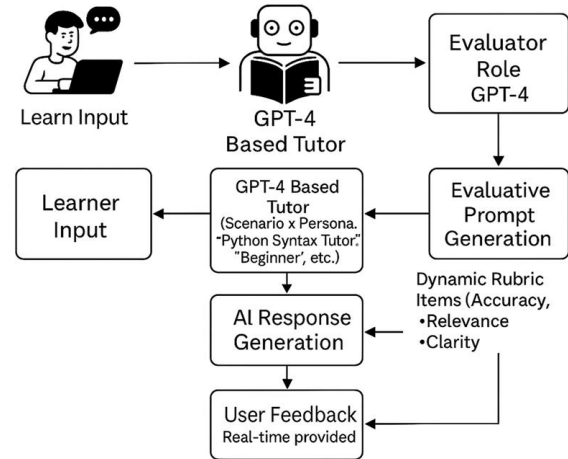 Learn Input
GPT-4
Based Tutor
Evaluator
Role
GPT-4
Learner
Input
GPT-4 Based
Tutor
(Scenario x Persona.
“Python Syntax Tutor,”
"Beginner’, etc.)
Evaluative
Prompt
Generation
Dynamic Rubric
Items (Accuracy,
•Relevance
•Clarity
AI Response
Generation
User Feedback
Real-time provided